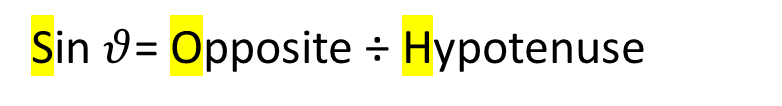 Sin 𝜗= Opposite ÷ Hypotenuse